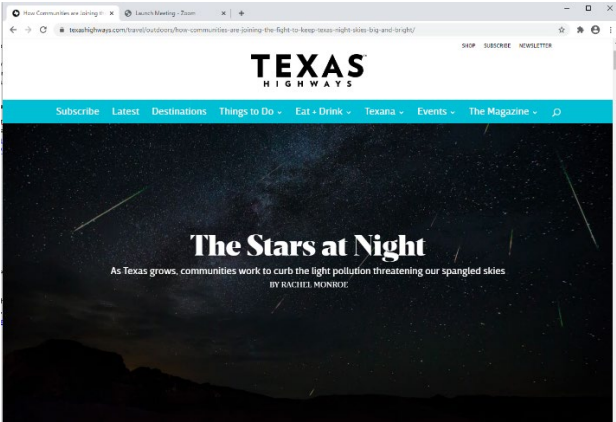 How Communities are Joining t
Launch Meeting - Zoom
texashighways.com/travel/outdoors/how-communities-are-joining-the-fight-to-keep-texas-night-skies-big-and-bright/
SHOP SUBSCRIBE NEWSLETTER
TEXAS
HIGHWAYS
Subscribe Latest Destinations Things to Do Eat + Drink Texana Events The Magazine
The Stars at Night
As Texas grows, communities work to curb the light pollution threatening our spangled skies
BY RACHEL MONROE